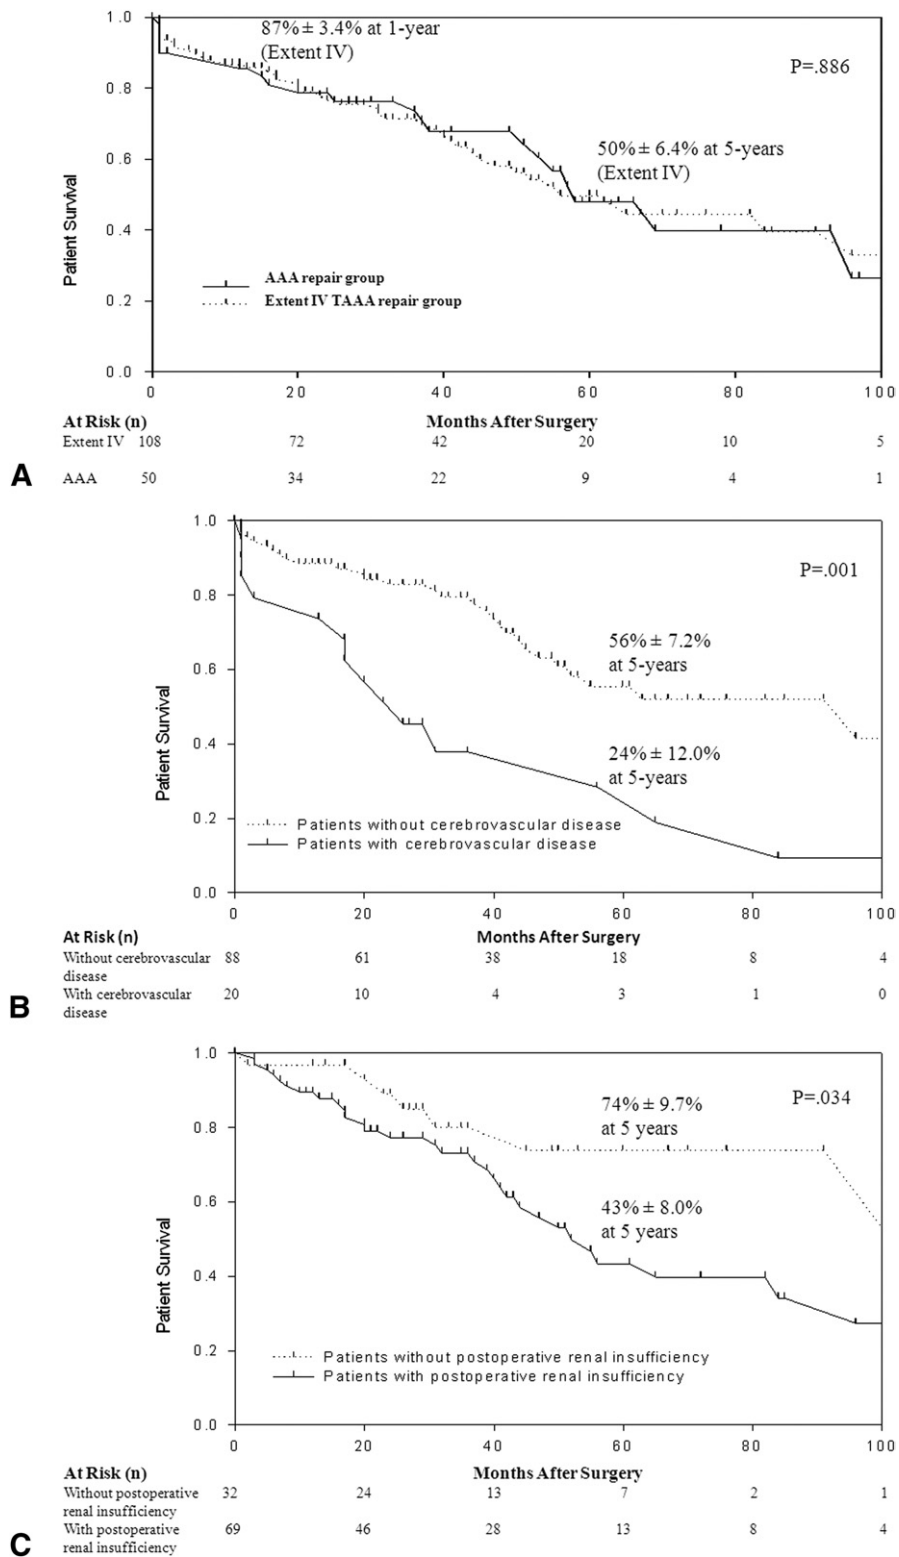 1.0
87% ± 3.4% at 1-year
(Extent IV)
P=.886
0.8
50% ± 6.4% at 5-years
(Extent IV)
0.6
Patient Survival
0.4
AAA repair group
Extent IV TAAA repair group
0.2
0.0
0 20 40 60 80 100
At Risk (n) Months After Surgery
Extent IV 108 72 42 20 10 5
A AAA 50 34 22 9 4 1
1.0
P=.001
0.8
56% ± 7.2%
at 5-years
0.6
Patient Survival
0.4
24% ± 12.0%
at 5-years
0.2
Patients without cerebrovascular disease
Patients with cerebrovascular disease
0.0
0 20 40 60 80 100
At Risk (n) Months After Surgery
Without cerebrovascular 88 61 38 18 8 4
disease
With cerebrovascular 20 10 4 3 1 0
disease
B
1.0
P=.034
74% ± 9.7%
at 5 years
0.8
0.6
43% ± 8.0%
at 5 years
Patient Survival
0.4
0.2
Patients without postoperative renal insufficiency
Patients with postoperative renal insufficiency
0.0
0 20 40 60 80 100
At Risk (n) Months After Surgery
Without postoperative 32 24 13 7 2 1
renal insufficiency
With postoperative 69 46 28 13 8 4
renal insufficiency
C